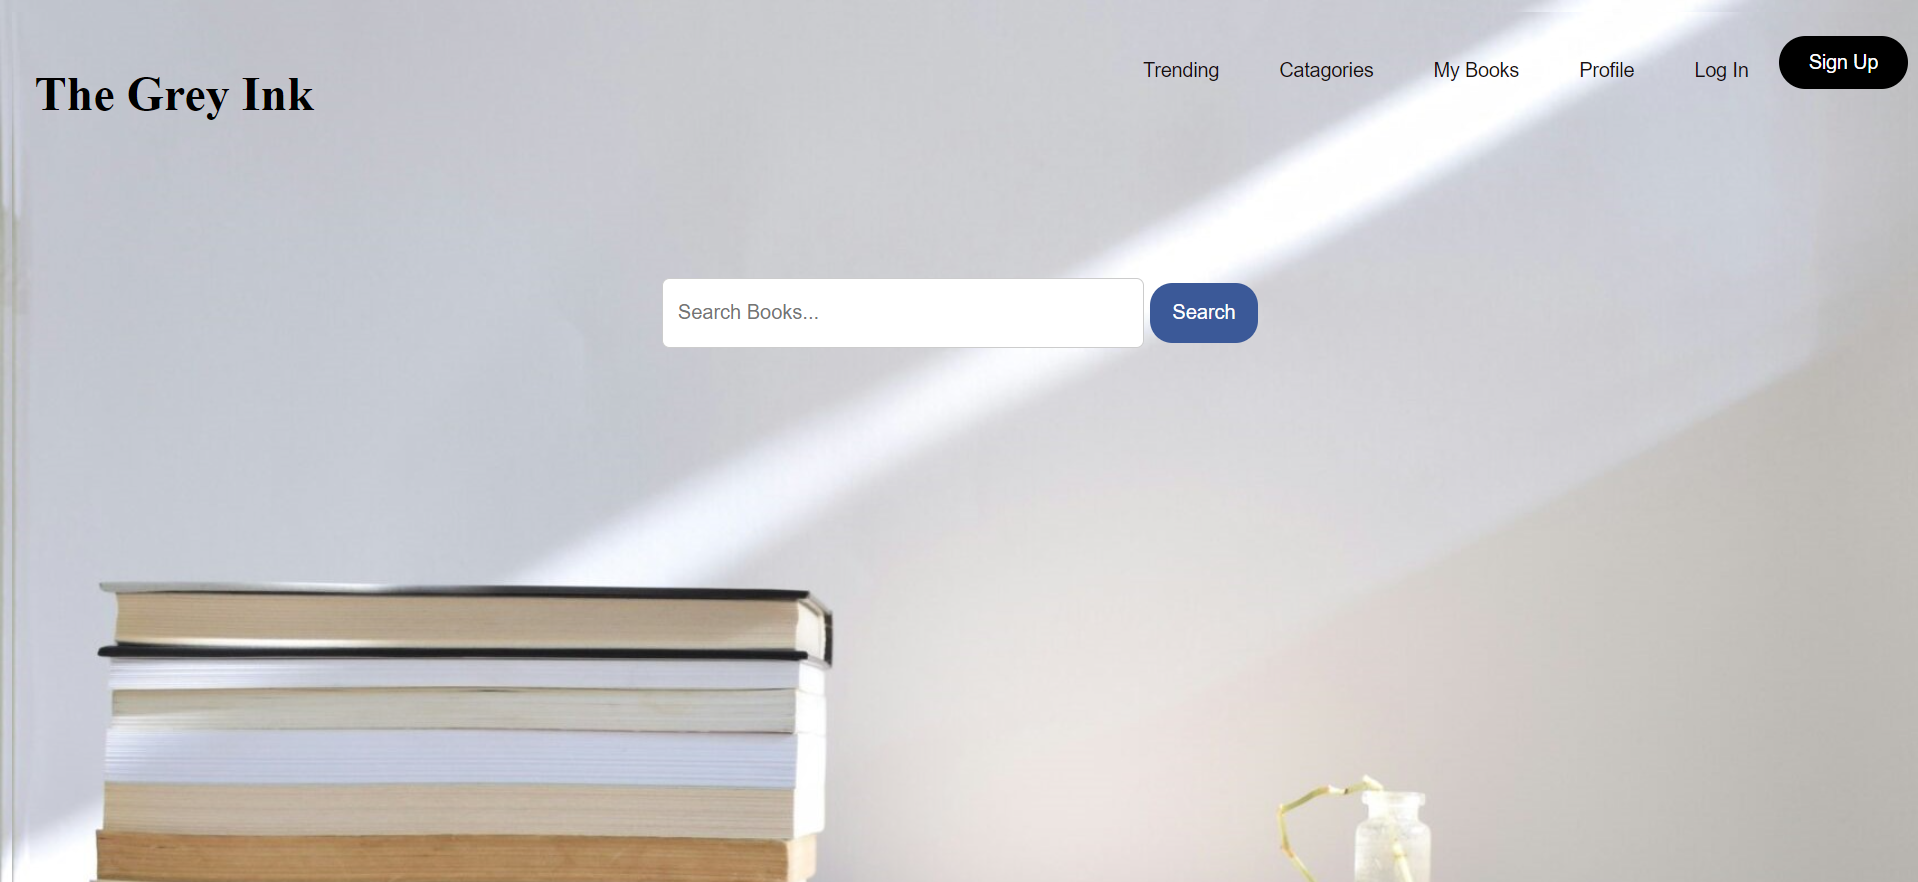 The Grey Ink
Trending Catagories My Books Profile Log In Sign Up
Search Books... Search